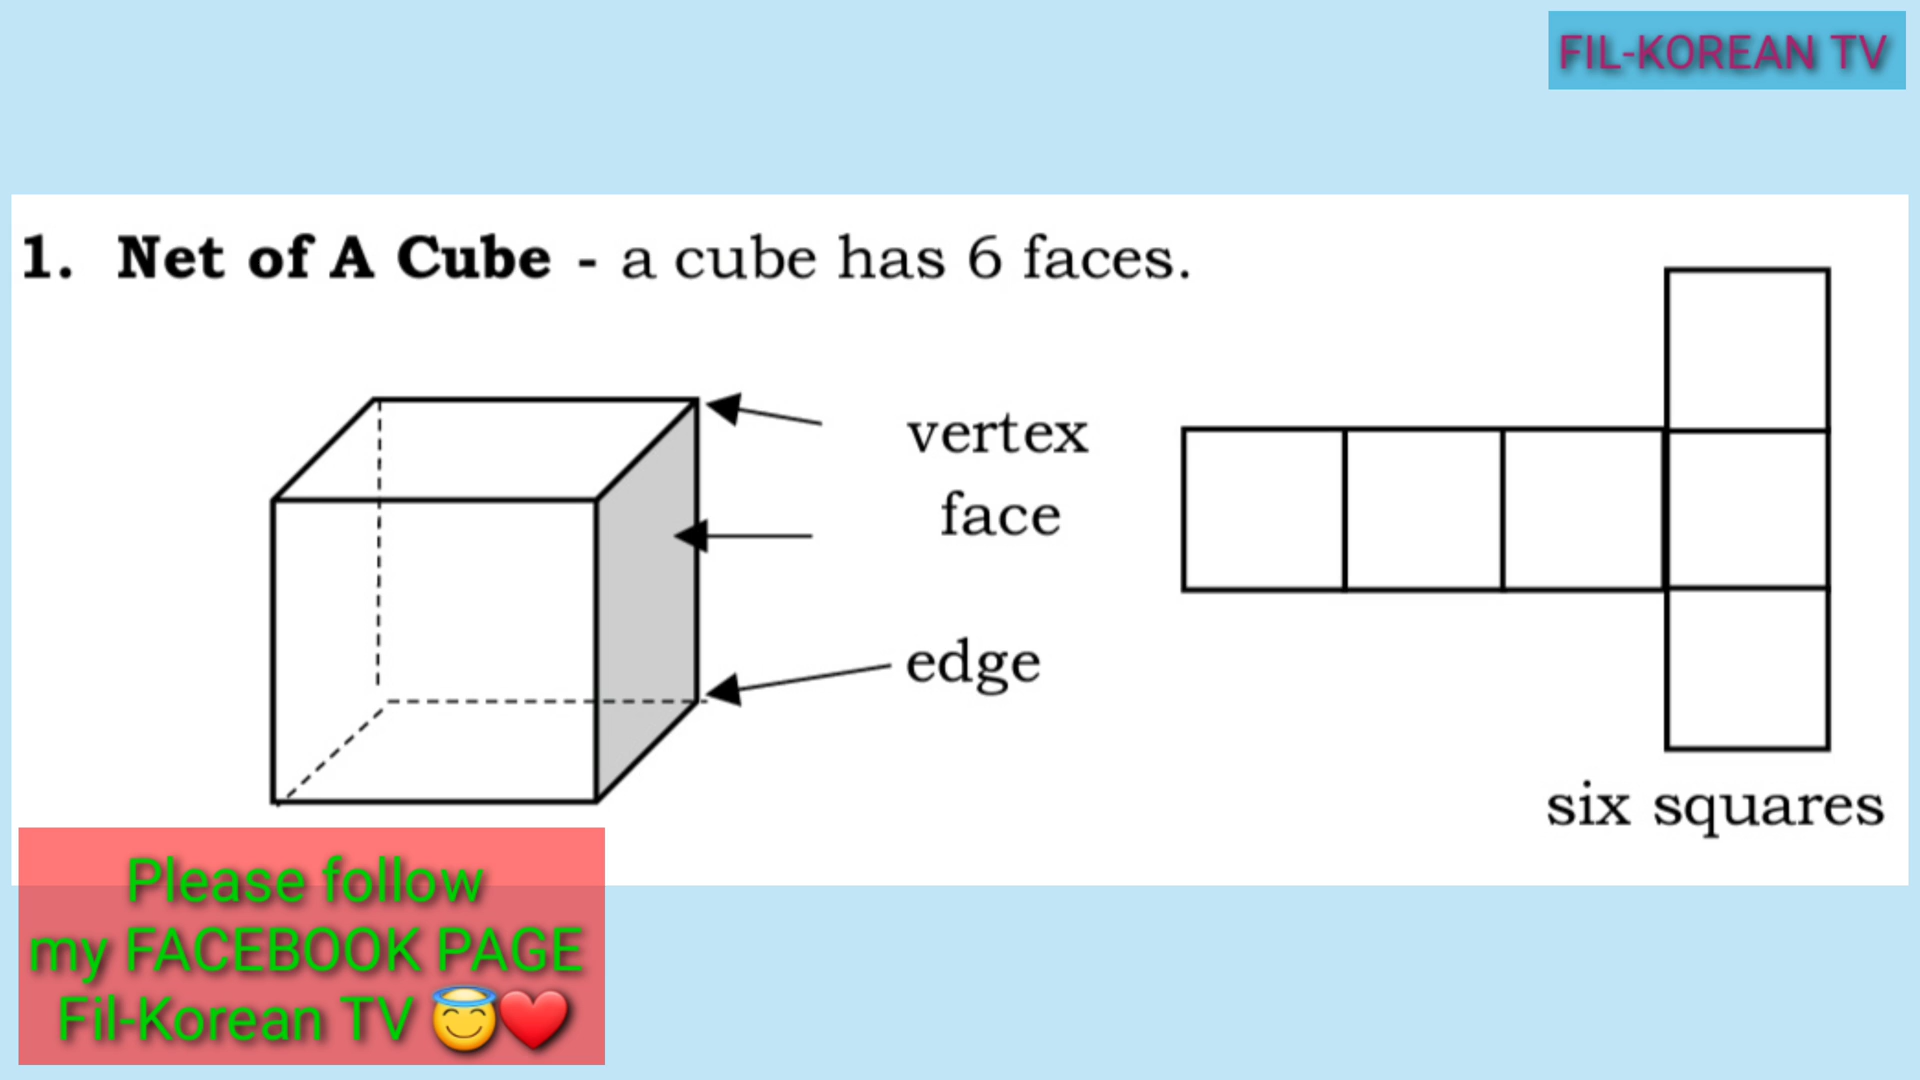 FIL-KOREAN TV
1. Net of A Cube - a cube has 6 faces.
vertex
face
edge
six squares
Please follow
my FACEBOOK PAGE
Fil-Korean TV 😇❤️